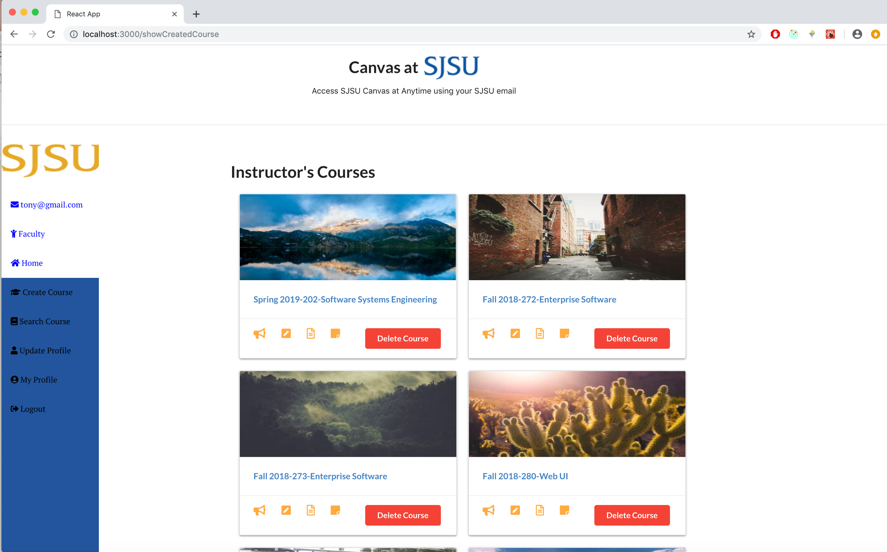 React App
localhost:3000/showCreatedCourse
Canvas at SJSU
Access SJSU Canvas at Anytime using your SJSU email
SJSU
tony@gmail.com
Faculty
Home
Create Course
Search Course
Update Profile
My Profile
Logout
Instructor's Courses
Spring 2019-202-Software Systems Engineering
Delete Course
Fall 2018-272-Enterprise Software
Delete Course
Fall 2018-273-Enterprise Software
Delete Course
Fall 2018-280-Web UI
Delete Course